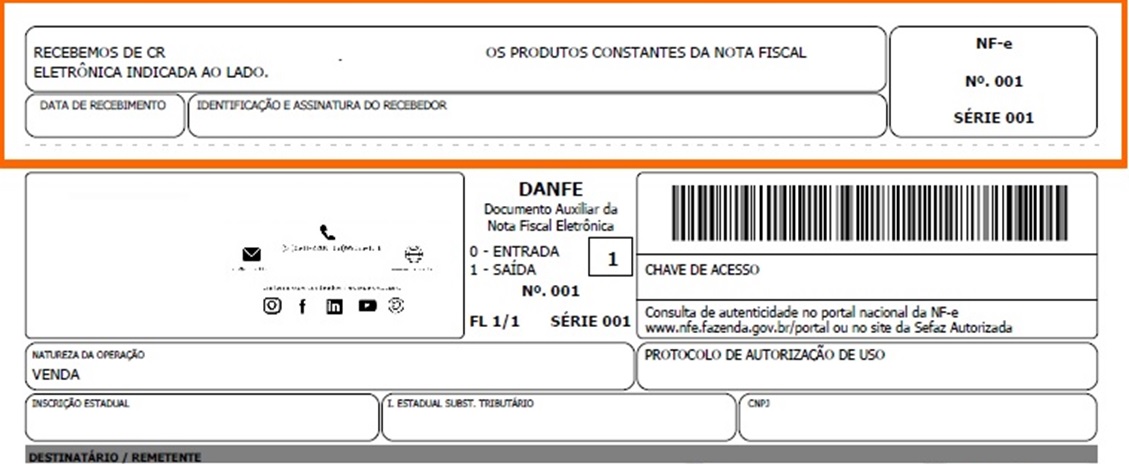 RECEBEMOS DE CR OS PRODUTOS CONSTANTES DA NOTA FISCAL
ELETRÔNICA INDICADA AO LADO.
DATA DE RECEBIMENTO
IDENTIFICAÇÃO E ASSINATURA DO RECEBEDOR
NF-e
Nº. 001
SÉRIE 001
DANFE
Documento Auxiliar da
Nota Fiscal Eletrônica
0 - ENTRADA
1 - SAÍDA
1
Nº. 001
FL 1/1 SÉRIE 001
CHAVE DE ACESSO
Consulta de autenticidade no portal nacional da NF-e
www.nfe.fazenda.gov.br/portal ou no site da Sefaz Autorizada
NATUREZA DA OPERAÇÃO
VENDA
PROTOCOLO DE AUTORIZAÇÃO DE USO
INSCRIÇÃO ESTADUAL
I. ESTADUAL SUBST. TRIBUTÁRIO
CNPJ
DESTINATÁRIO / REMETENTE